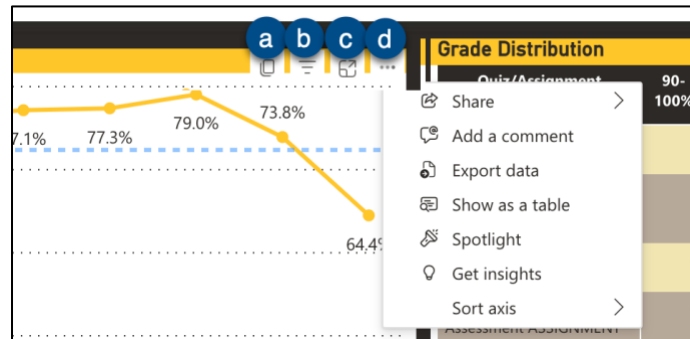 a b c d
Grade Distribution
Quiz/Assignment 90-
100%
79.0%
73.8%
77.3%
7.1%
64.4%
Share
Add a comment
Export data
Show as a table
Spotlight
Get insights
Sort axis
Assessment ASSIGNMENT